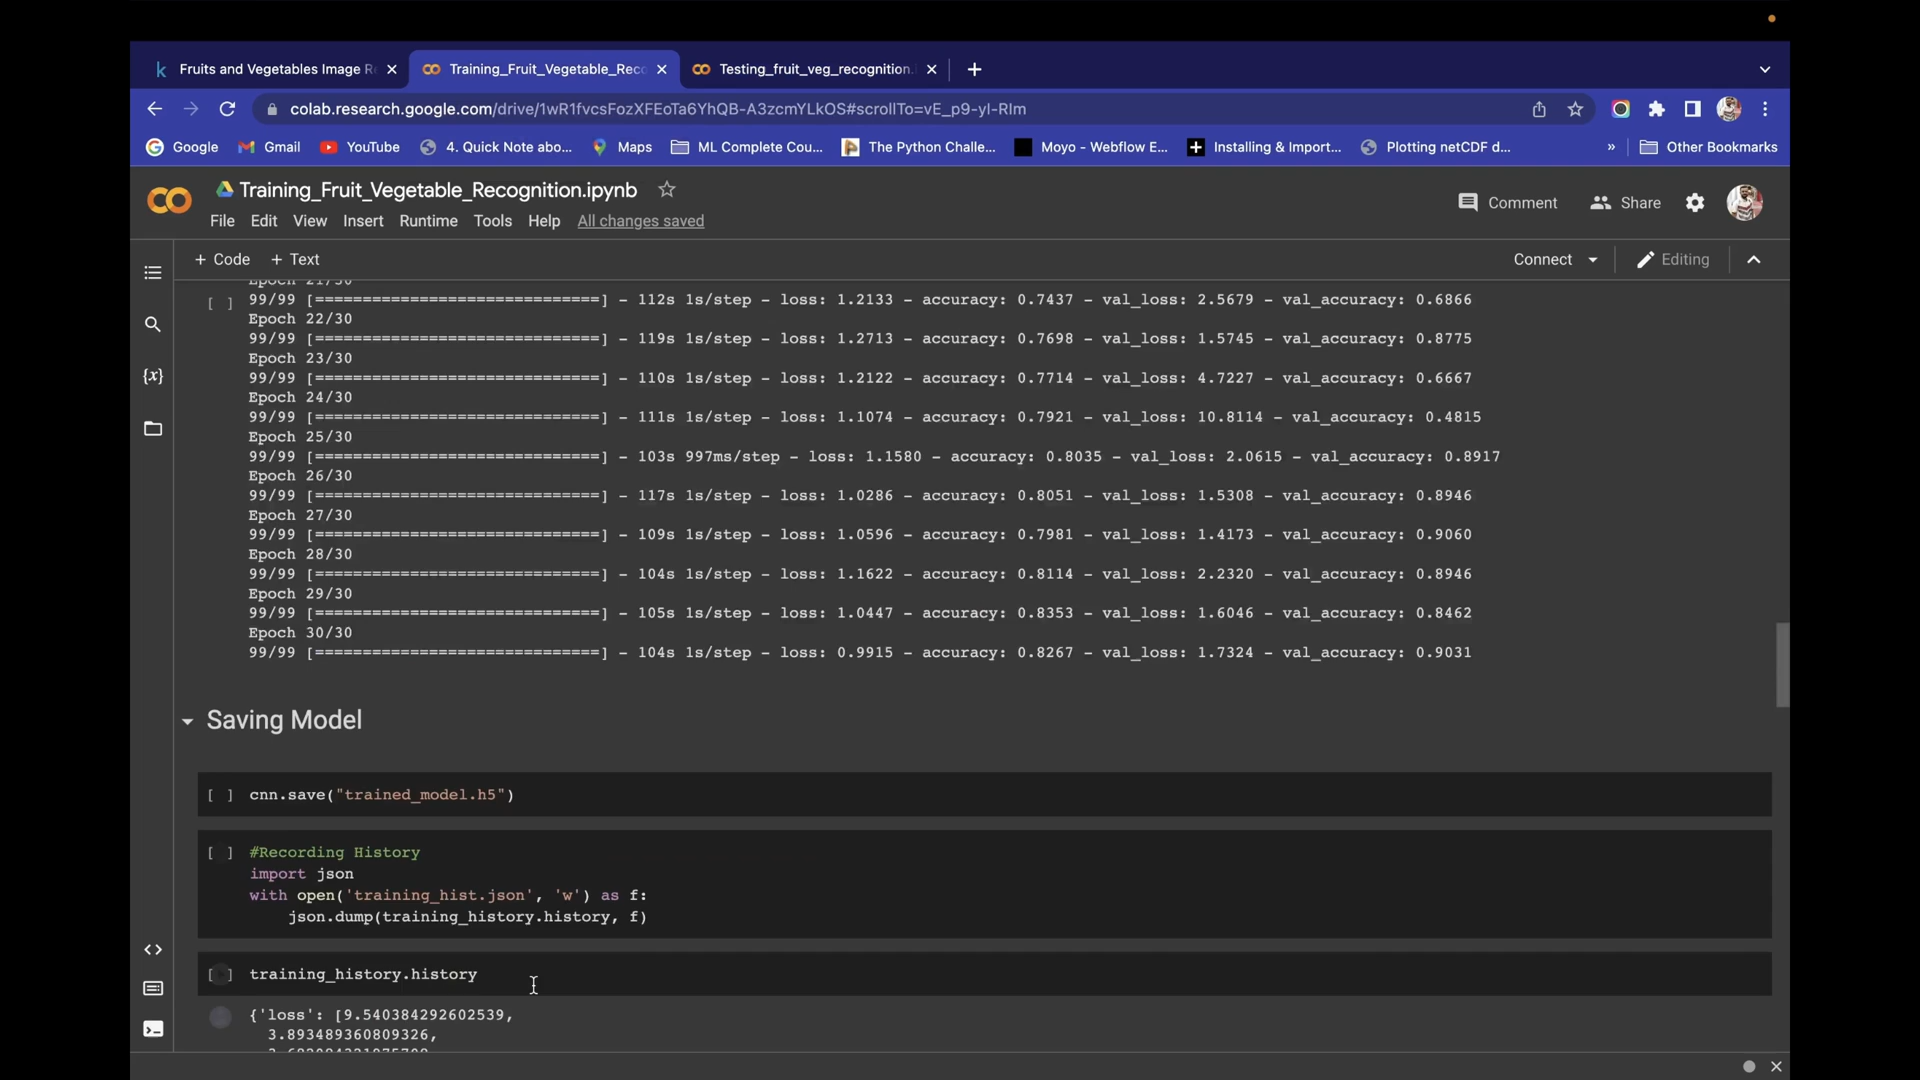 Fruits and Vegetables Image R
Training_Fruit_Vegetable_Reco
Testing_fruit_veg_recognition.
colab.research.google.com/drive/1wR1fvcsFozXFEoTa6YhQB-A3zcmYLkOS#scrollTo=vE_p9-yl-RIm
Google Gmail YouTube 4. Quick Note abo... Maps ML Complete Cou... The Python Challe... Moyo - Webflow E... Installing & Import... Plotting netCDF d... » Other Bookmarks
Training_Fruit_Vegetable_Recognition.ipynb
Comment Share
File Edit View Insert Runtime Tools Help All changes saved
+ Code + Text Connect Editing
Epoch 21/30
[ ] 99/99 [==============================] - 112s 1s/step - loss: 1.2133 - accuracy: 0.7437 - val_loss: 2.5679 - val_accuracy: 0.6866
Epoch 22/30
99/99 [==============================] - 119s 1s/step - loss: 1.2713 - accuracy: 0.7698 - val_loss: 1.5745 - val_accuracy: 0.8775
Epoch 23/30
99/99 [==============================] - 110s 1s/step - loss: 1.2122 - accuracy: 0.7714 - val_loss: 4.7227 - val_accuracy: 0.6667
Epoch 24/30
99/99 [==============================] - 111s 1s/step - loss: 1.1074 - accuracy: 0.7921 - val_loss: 10.8114 - val_accuracy: 0.4815
Epoch 25/30
99/99 [==============================] - 103s 997ms/step - loss: 1.1580 - accuracy: 0.8035 - val_loss: 2.0615 - val_accuracy: 0.8917
Epoch 26/30
99/99 [==============================] - 117s 1s/step - loss: 1.0286 - accuracy: 0.8051 - val_loss: 1.5308 - val_accuracy: 0.8946
Epoch 27/30
99/99 [==============================] - 109s 1s/step - loss: 1.0596 - accuracy: 0.7981 - val_loss: 1.4173 - val_accuracy: 0.9060
Epoch 28/30
99/99 [==============================] - 104s 1s/step - loss: 1.1622 - accuracy: 0.8114 - val_loss: 2.2320 - val_accuracy: 0.8946
Epoch 29/30
99/99 [==============================] - 105s 1s/step - loss: 1.0447 - accuracy: 0.8353 - val_loss: 1.6046 - val_accuracy: 0.8462
Epoch 30/30
99/99 [==============================] - 104s 1s/step - loss: 0.9915 - accuracy: 0.8267 - val_loss: 1.7324 - val_accuracy: 0.9031
{x}
Saving Model
[ ] cnn.save("trained_model.h5")
[ ] #Recording History
import json
with open('training_hist.json', 'w') as f:
json.dump(training_history.history, f)
[ ] training_history.history
{'loss': [9.540384292602539,
3.893489360809326,